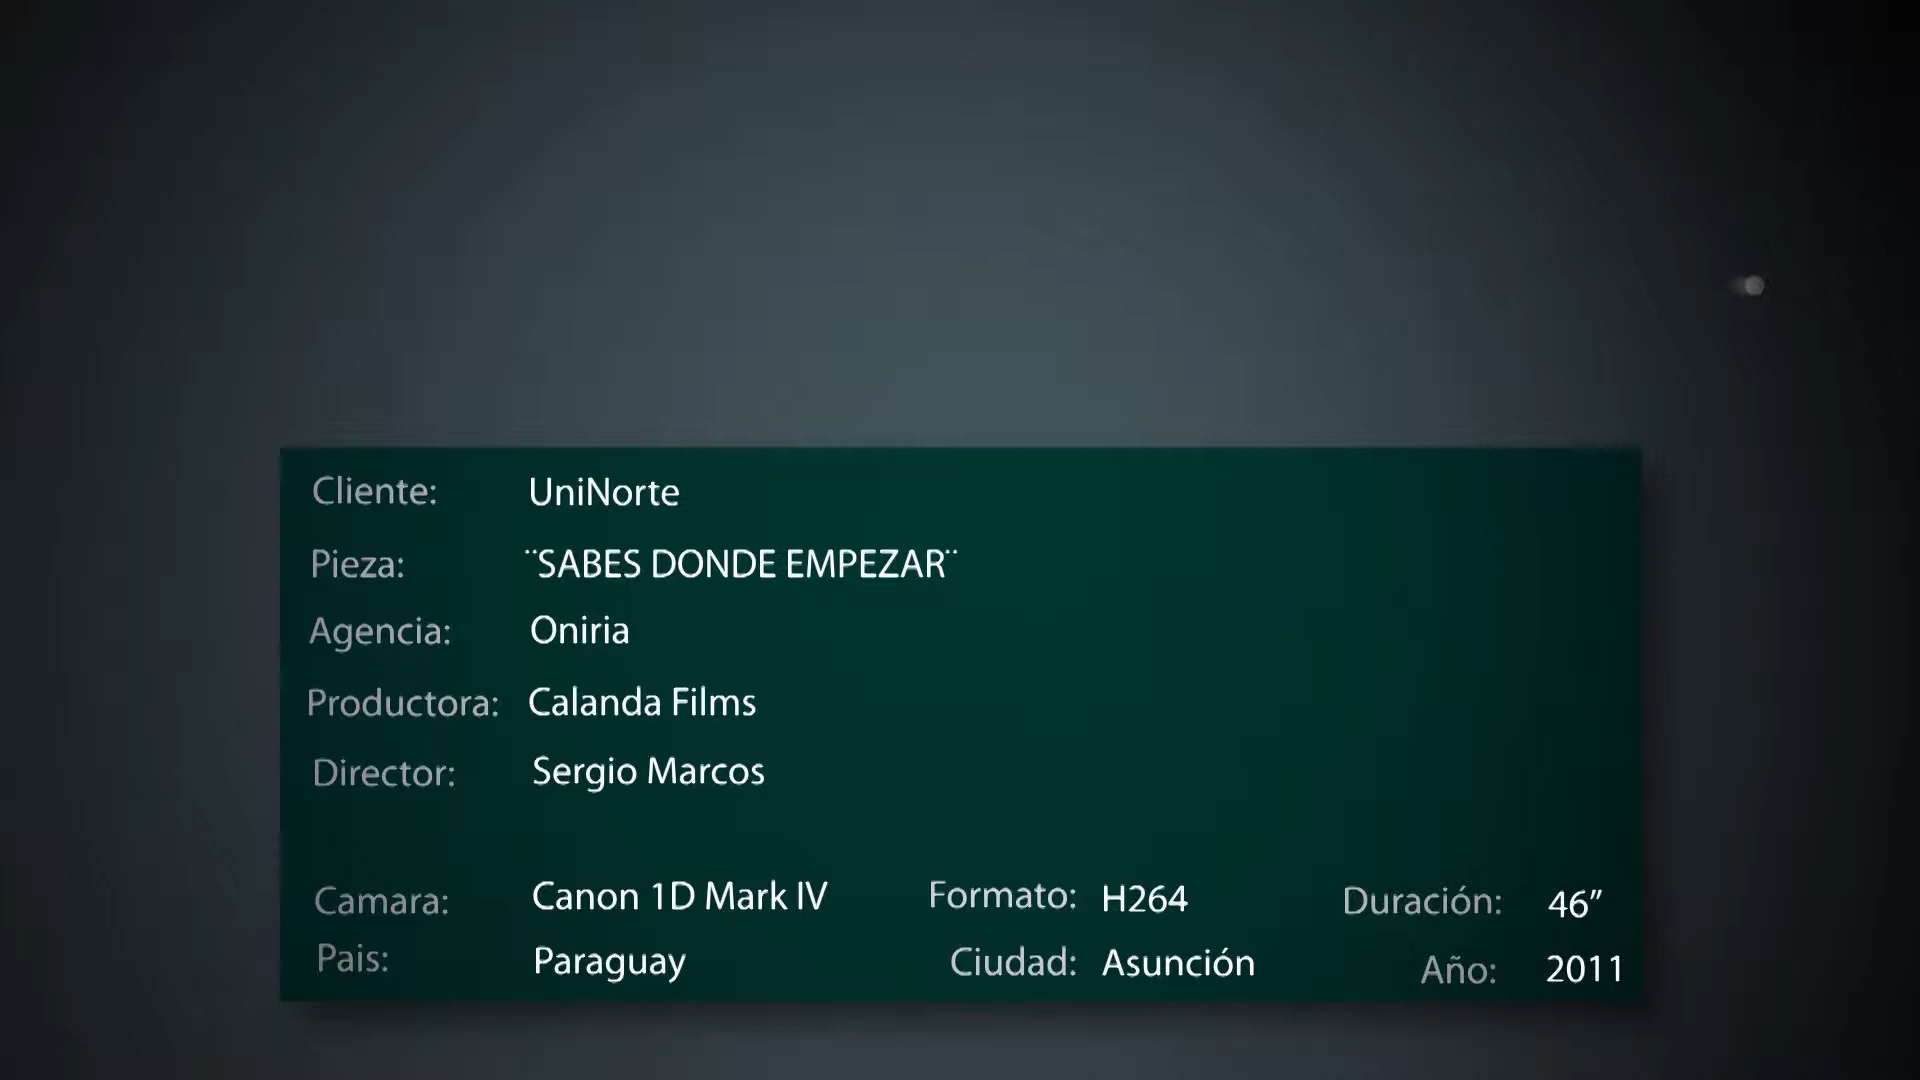 Cliente: UniNorte
Pieza: ¨SABES DONDE EMPEZAR¨
Agencia: Oniria
Productora: Calanda Films
Director: Sergio Marcos
Camara: Canon 1D Mark IV Formato: H264 Duración: 46”
Pais: Paraguay Ciudad: Asunción Año: 2011